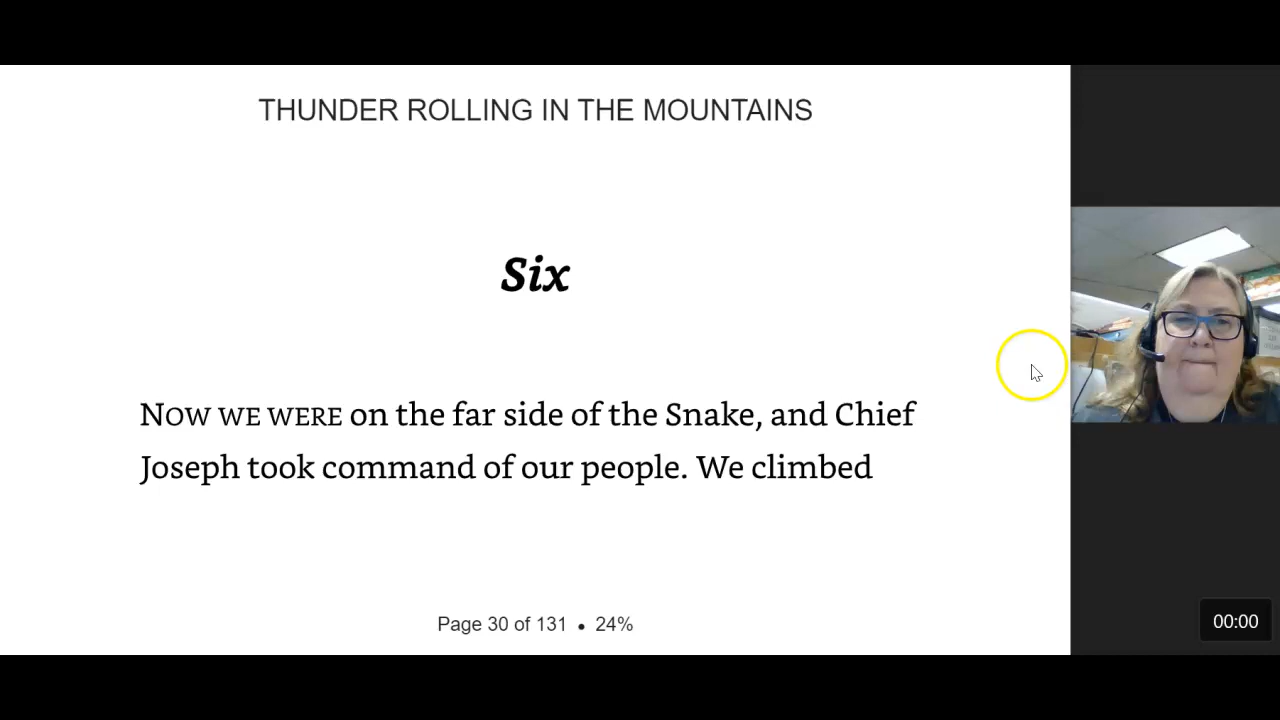 THUNDER ROLLING IN THE MOUNTAINS
Six
NOW WE WERE on the far side of the Snake, and Chief
Joseph took command of our people. We climbed
Page 30 of 131 • 24%
00:00